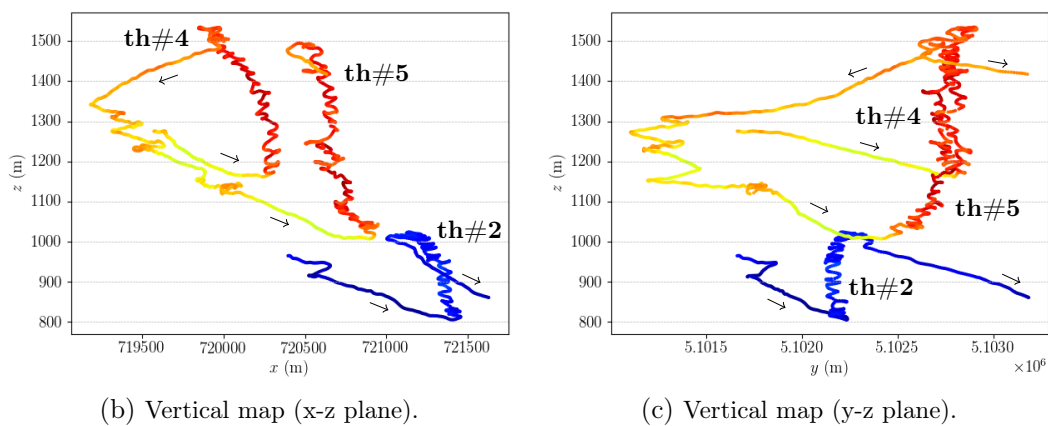 1500
1400
1300
1200
1100
1000
900
800
z (m)
th#4
th#5
th#2
719500 720000 720500 721000 721500
x (m)
(b) Vertical map (x-z plane).
1500
1400
1300
1200
1100
1000
900
800
z (m)
th#4
th#5
th#2
5.1015 5.1020 5.1025 5.1030
y (m)
×10⁶
(c) Vertical map (y-z plane).